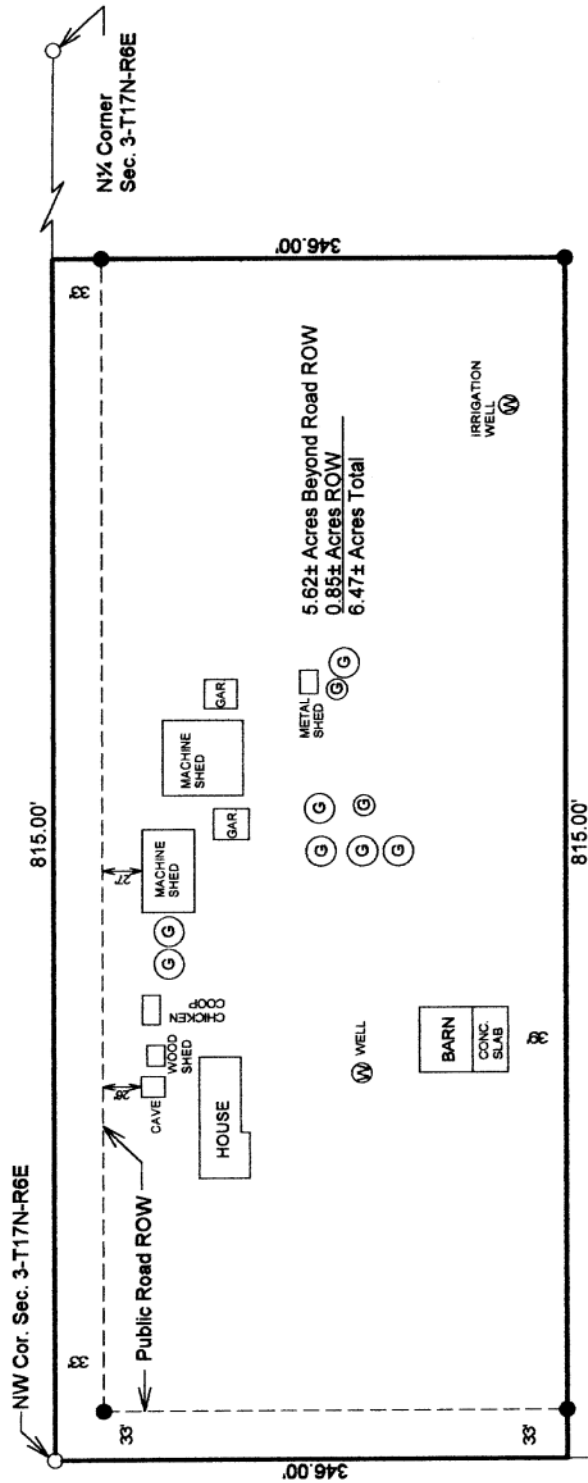 NW Cor. Sec. 3-T17N-R6E
815.00'
N¼ Corner
Sec. 3-T17N-R6E
33'
33'
33'
346.00'
Public Road ROW
26'
27'
CAVE
WOOD
SHED
CHICKEN
COOP
G
G
MACHINE
SHED
MACHINE
SHED
GAR.
GAR.
HOUSE
METAL
SHED
G
G
G
G
G
G
G
5.62± Acres Beyond Road ROW
0.85± Acres ROW
6.47± Acres Total
346.00'
W WELL
BARN
CONC.
SLAB
IRRIGATION
WELL
W
33'
815.00'